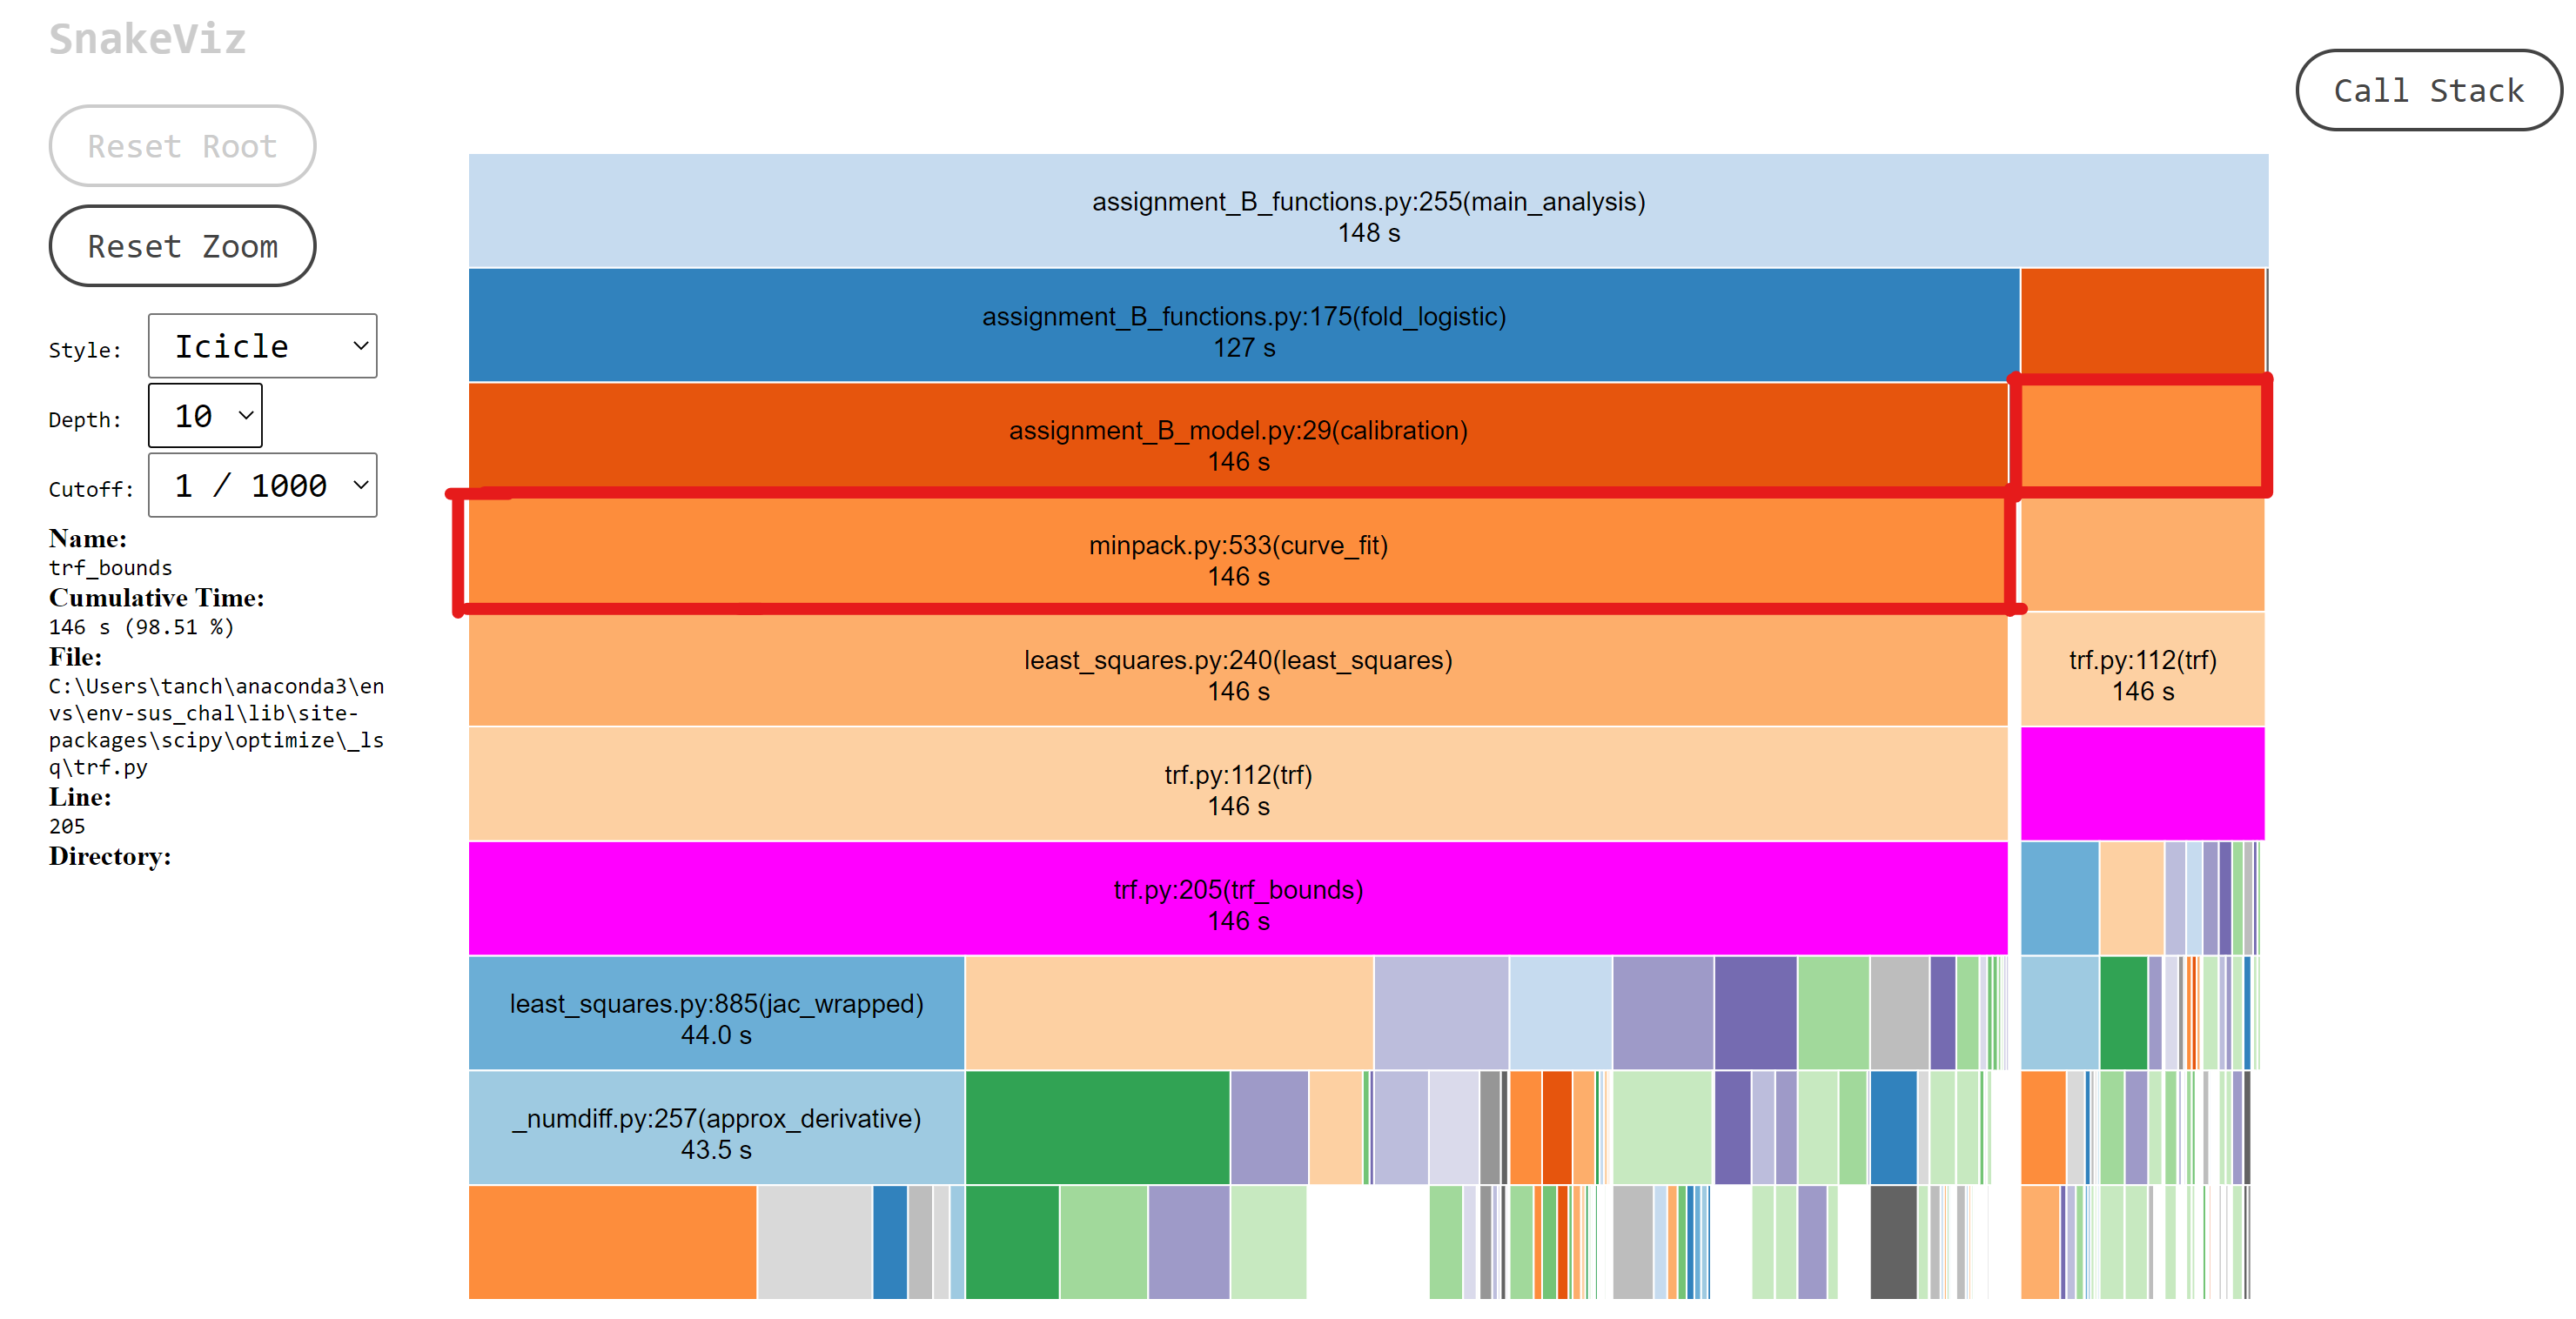 SnakeViz
Reset Root
Reset Zoom
Call Stack
Style: Icicle
Depth: 10
Cutoff: 1 / 1000
Name:
trf_bounds
Cumulative Time:
146 s (98.51 %)
File:
C:\Users\tanch\anaconda3\en
vs\env-sus_chal\lib\site-
packages\scipy\optimize\_ls
q\trf.py
Line:
205
Directory:
assignment_B_functions.py:255(main_analysis)
148 s
assignment_B_functions.py:175(fold_logistic)
127 s
assignment_B_model.py:29(calibration)
146 s
minpack.py:533(curve_fit)
146 s
least_squares.py:240(least_squares)
146 s
trf.py:112(trf)
146 s
trf.py:112(trf)
146 s
trf.py:205(trf_bounds)
146 s
least_squares.py:885(jac_wrapped)
44.0 s
_numdiff.py:257(approx_derivative)
43.5 s